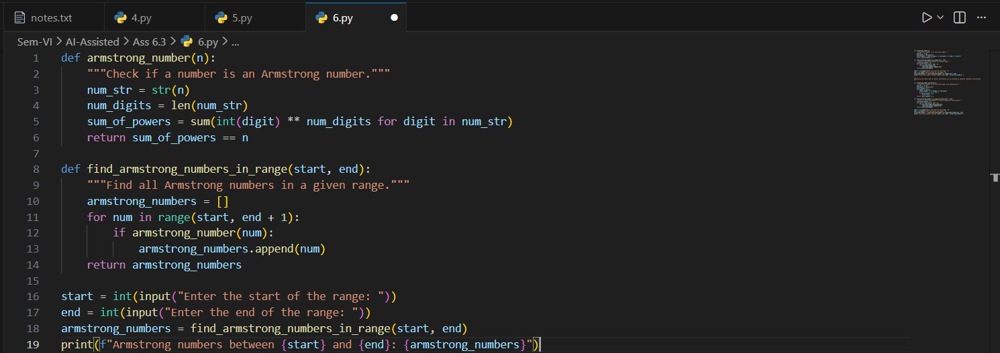 notes.txt 4.py 5.py 6.py
Sem-VI > AI-Assisted > Ass 6.3 > 6.py > ...
1 def armstrong_number(n):
2     """Check if a number is an Armstrong number."""
3     num_str = str(n)
4     num_digits = len(num_str)
5     sum_of_powers = sum(int(digit) ** num_digits for digit in num_str)
6     return sum_of_powers == n
7
8 def find_armstrong_numbers_in_range(start, end):
9     """Find all Armstrong numbers in a given range."""
10     armstrong_numbers = []
11     for num in range(start, end + 1):
12         if armstrong_number(num):
13             armstrong_numbers.append(num)
14     return armstrong_numbers
15
16 start = int(input("Enter the start of the range: "))
17 end = int(input("Enter the end of the range: "))
18 armstrong_numbers = find_armstrong_numbers_in_range(start, end)
19 print(f"Armstrong numbers between {start} and {end}: {armstrong_numbers}")